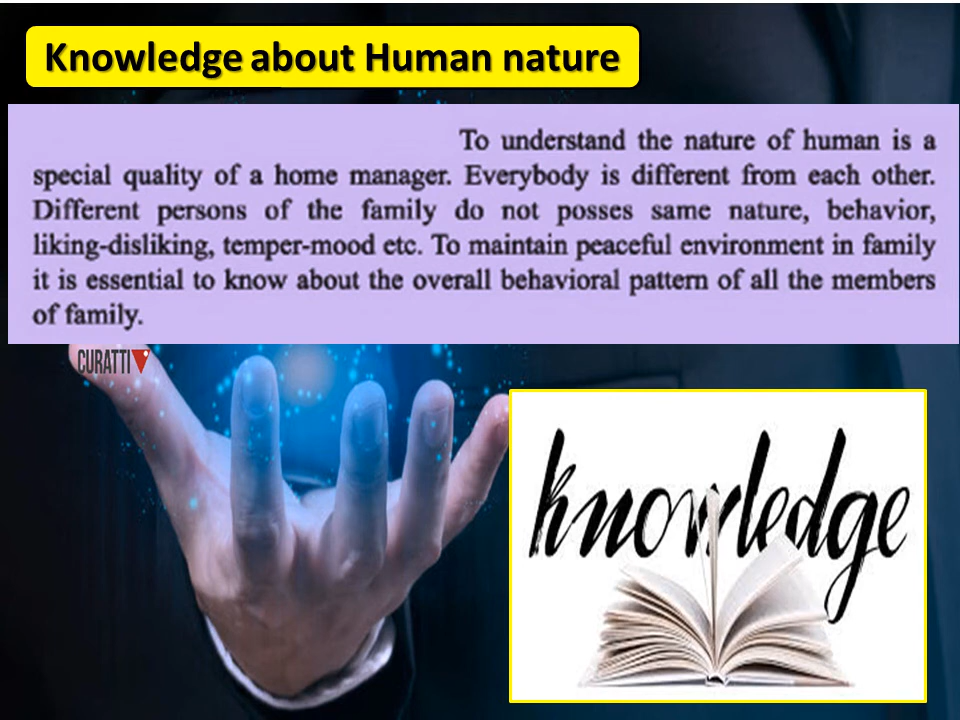 Knowledge about Human nature
To understand the nature of human is a
special quality of a home manager. Everybody is different from each other.
Different persons of the family do not posses same nature, behavior,
liking-disliking, temper-mood etc. To maintain peaceful environment in family
it is essential to know about the overall behavioral pattern of all the members
of family.
CURATTI
knowledge